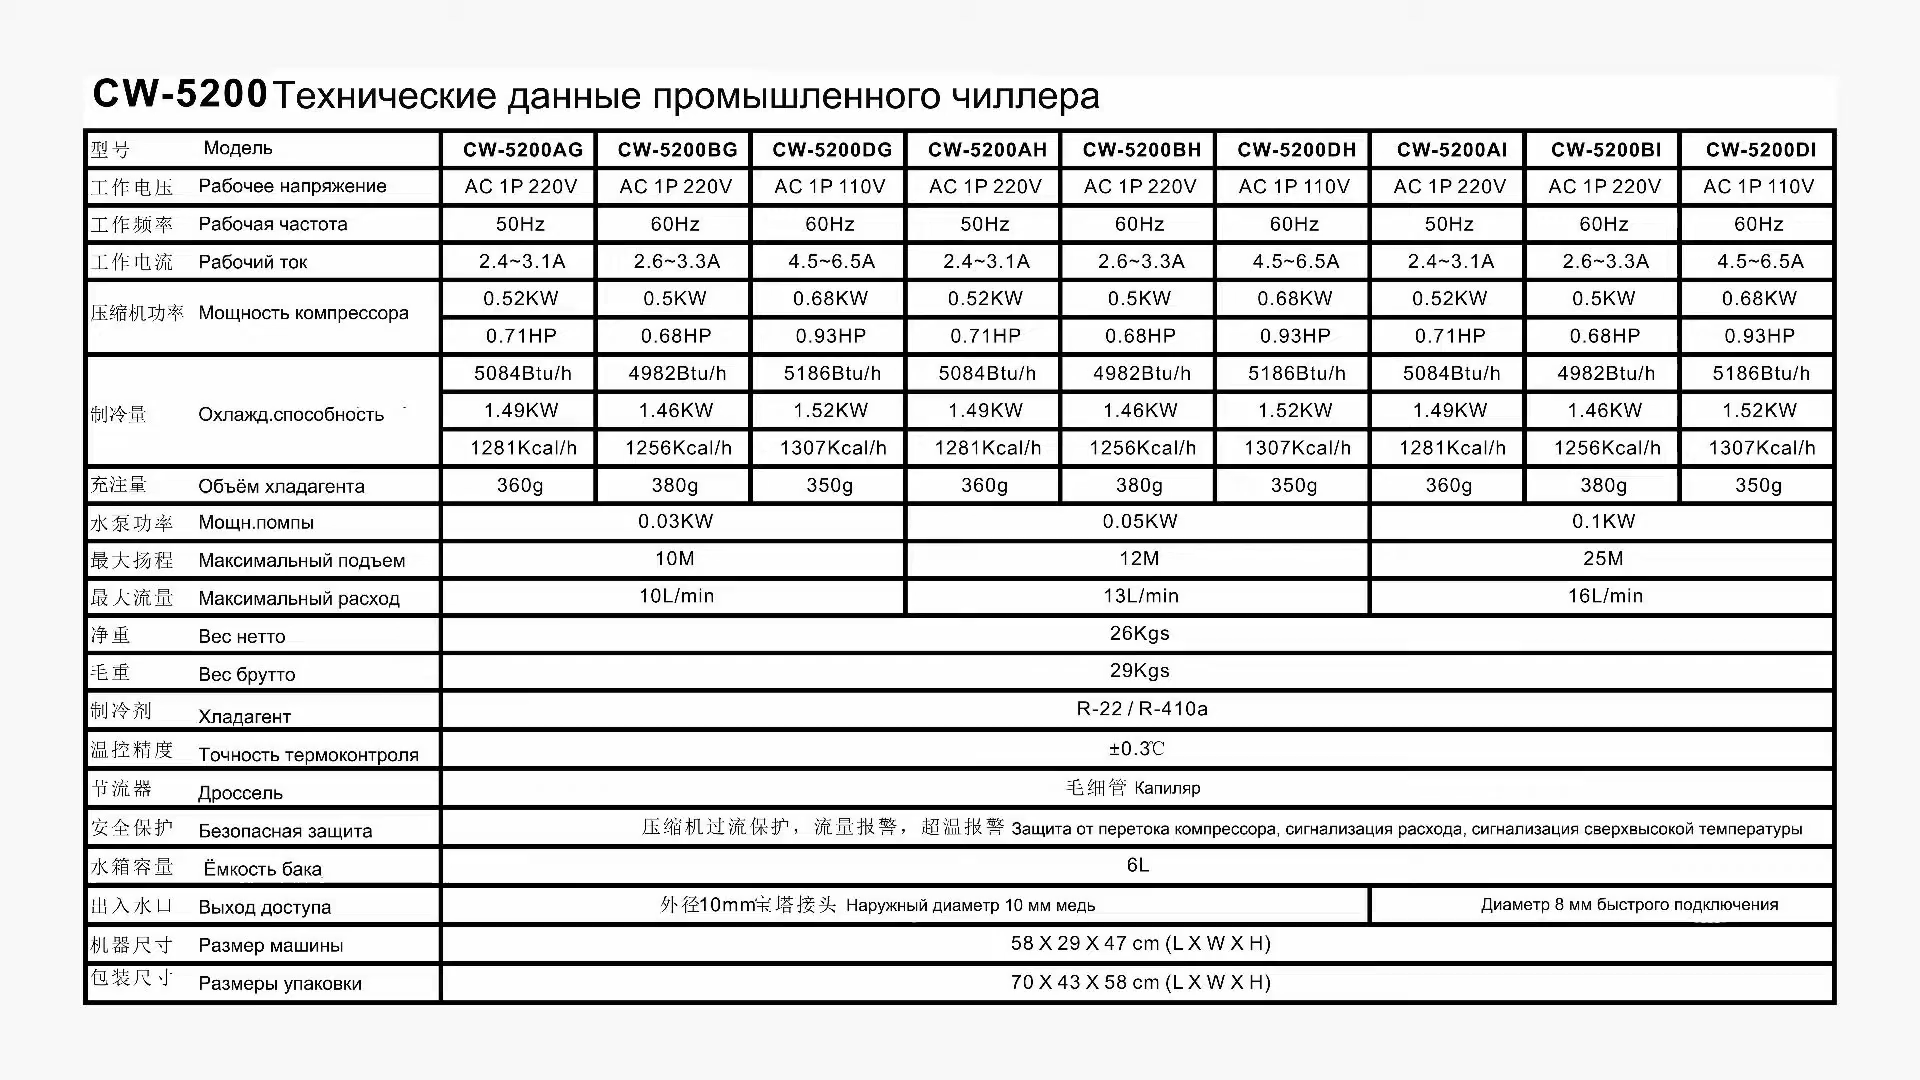 CW-5200 Технические данные промышленного чиллера
型号 Модель CW-5200AG CW-5200BG CW-5200DG CW-5200AH CW-5200BH CW-5200DH CW-5200AI CW-5200BI CW-5200DI
工作电压 Рабочее напряжение AC 1P 220V AC 1P 220V AC 1P 110V AC 1P 220V AC 1P 220V AC 1P 110V AC 1P 220V AC 1P 220V AC 1P 110V
工作频率 Рабочая частота 50Hz 60Hz 60Hz 50Hz 60Hz 60Hz 50Hz 60Hz 60Hz
工作电流 Рабочий ток 2.4~3.1A 2.6~3.3A 4.5~6.5A 2.4~3.1A 2.6~3.3A 4.5~6.5A 2.4~3.1A 2.6~3.3A 4.5~6.5A
压缩机功率 Мощность компрессора 0.52KW 0.5KW 0.68KW 0.52KW 0.5KW 0.68KW 0.52KW 0.5KW 0.68KW
0.71HP 0.68HP 0.93HP 0.71HP 0.68HP 0.93HP 0.71HP 0.68HP 0.93HP
5084Btu/h 4982Btu/h 5186Btu/h 5084Btu/h 4982Btu/h 5186Btu/h 5084Btu/h 4982Btu/h 5186Btu/h
制冷量 Охлажд.способность 1.49KW 1.46KW 1.52KW 1.49KW 1.46KW 1.52KW 1.49KW 1.46KW 1.52KW
1281Kcal/h 1256Kcal/h 1307Kcal/h 1281Kcal/h 1256Kcal/h 1307Kcal/h 1281Kcal/h 1256Kcal/h 1307Kcal/h
充注量 Объём хладагента 360g 380g 350g 360g 380g 350g 360g 380g 350g
水泵功率 Мощн.помпы 0.03KW 0.05KW 0.1KW
最大扬程 Максимальный подъем 10M 12M 25M
最大流量 Максимальный расход 10L/min 13L/min 16L/min
净重 Вес нетто 26Kgs
毛重 Вес брутто 29Kgs
制冷剂 Хладагент R-22 / R-410a
温控精度 Точность термоконтроля ±0.3℃
节流器 Дроссель 毛细管 Капиляр
安全保护 Безопасная защита 压缩机过流保护，流量报警，超温报警 Защита от перетока компрессора, сигнализация расхода, сигнализация сверхвысокой температуры
水箱容量 Ёмкость бака 6L
出入水口 Выход доступа 外径10mm宝塔接头 Наружный диаметр 10 мм медь Диаметр 8 мм быстрого подключения
机器尺寸 Размер машины 58 X 29 X 47 cm (L X W X H)
包装尺寸 Размеры упаковки 70 X 43 X 58 cm (L X W X H)